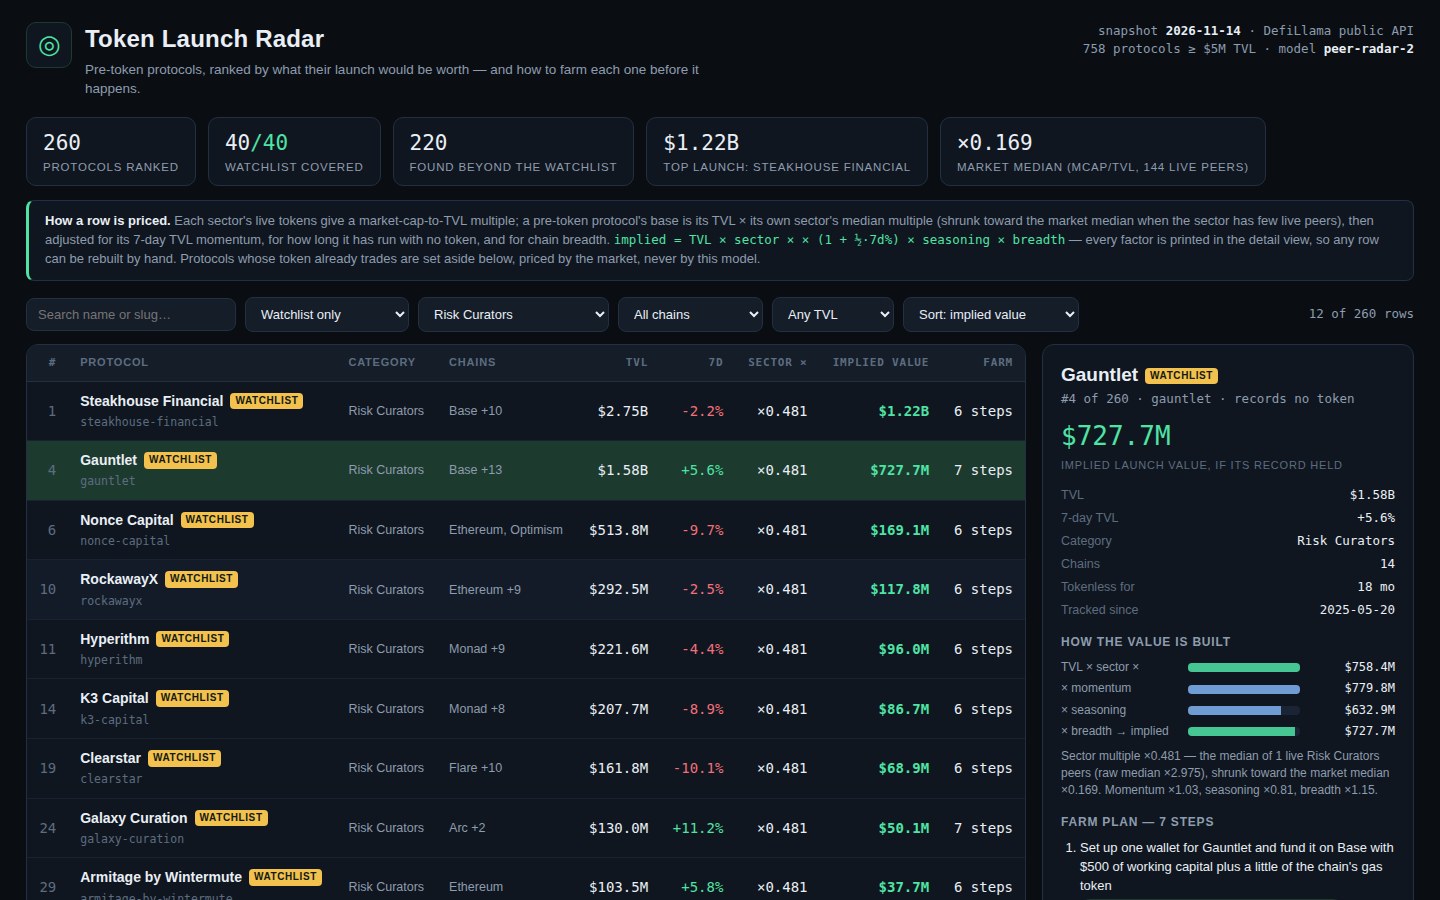 Token Launch Radar
Pre-token protocols, ranked by what their launch would be worth — and how to farm each one before it
happens.
snapshot 2026-11-14 · DefiLlama public API
758 protocols ≥ $5M TVL · model peer-radar-2
260
PROTOCOLS RANKED
40/40
WATCHLIST COVERED
220
FOUND BEYOND THE WATCHLIST
$1.22B
TOP LAUNCH: STEAKHOUSE FINANCIAL
×0.169
MARKET MEDIAN (MCAP/TVL, 144 LIVE PEERS)
How a row is priced. Each sector's live tokens give a market-cap-to-TVL multiple; a pre-token protocol's base is its TVL × its own sector's median multiple (shrunk toward the market median when the sector has few live peers), then
adjusted for its 7-day TVL momentum, for how long it has run with no token, and for chain breadth. implied = TVL × sector × × (1 + ½·7d%) × seasoning × breadth — every factor is printed in the detail view, so any row
can be rebuilt by hand. Protocols whose token already trades are set aside below, priced by the market, never by this model.
Search name or slug…
Watchlist only
Risk Curators
All chains
Any TVL
Sort: implied value
12 of 260 rows
# PROTOCOL CATEGORY CHAINS TVL 7D SECTOR × IMPLIED VALUE FARM
1 Steakhouse Financial WATCHLIST Risk Curators Base +10 $2.75B -2.2% ×0.481 $1.22B 6 steps
steakhouse-financial
4 Gauntlet WATCHLIST Risk Curators Base +13 $1.58B +5.6% ×0.481 $727.7M 7 steps
gauntlet
6 Nonce Capital WATCHLIST Risk Curators Ethereum, Optimism $513.8M -9.7% ×0.481 $169.1M 6 steps
nonce-capital
10 RockawayX WATCHLIST Risk Curators Ethereum +9 $292.5M -2.5% ×0.481 $117.8M 6 steps
rockawayx
11 Hyperithm WATCHLIST Risk Curators Monad +9 $221.6M -4.4% ×0.481 $96.0M 6 steps
hyperithm
14 K3 Capital WATCHLIST Risk Curators Monad +8 $207.7M -8.9% ×0.481 $86.7M 6 steps
k3-capital
19 Clearstar WATCHLIST Risk Curators Flare +10 $161.8M -10.1% ×0.481 $68.9M 6 steps
clearstar
24 Galaxy Curation WATCHLIST Risk Curators Arc +2 $130.0M +11.2% ×0.481 $50.1M 7 steps
galaxy-curation
29 Armitage by Wintermute WATCHLIST Risk Curators Ethereum $103.5M +5.8% ×0.481 $37.7M 6 steps
armitage-by-wintermute
Gauntlet WATCHLIST
#4 of 260 · gauntlet · records no token
$727.7M
IMPLIED LAUNCH VALUE, IF ITS RECORD HELD
TVL $1.58B
7-day TVL +5.6%
Category Risk Curators
Chains 14
Tokenless for 18 mo
Tracked since 2025-05-20
HOW THE VALUE IS BUILT
TVL × sector × $758.4M
× momentum $779.8M
× seasoning $632.9M
× breadth → implied $727.7M
Sector multiple ×0.481 — the median of 1 live Risk Curators
peers (raw median ×2.975), shrunk toward the market median
×0.169. Momentum ×1.03, seasoning ×0.81, breadth ×1.15.
FARM PLAN — 7 STEPS
1. Set up one wallet for Gauntlet and fund it on Base with
$500 of working capital plus a little of the chain's gas
token